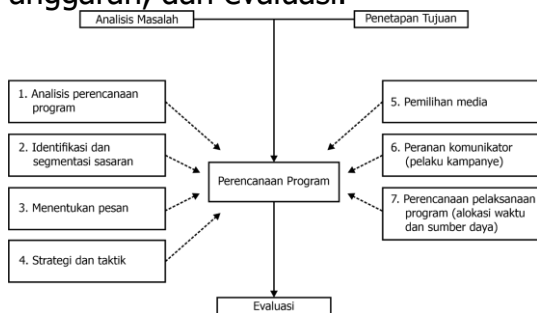 anggaran, dan evaluasi.
Analisis Masalah
Penetapan Tujuan
1. Analisis perencanaan
program
2. Identifikasi dan
segmentasi sasaran
3. Menentukan pesan
4. Strategi dan taktik
Perencanaan Program
5. Pemilihan media
6. Peranan komunikator
(pelaku kampanye)
7. Perencanaan pelaksanaan
program (alokasi waktu
dan sumber daya)
Evaluasi